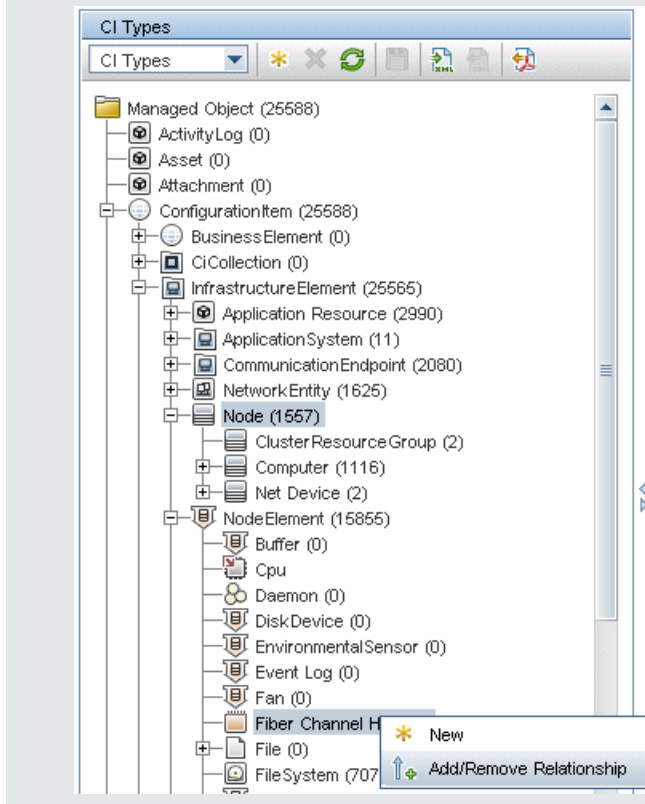 CI Types
CI Types
XML
XML
Managed Object (25588)
ActivityLog (0)
Asset (0)
Attachment (0)
ConfigurationItem (25588)
BusinessElement (0)
CiCollection (0)
InfrastructureElement (25565)
Application Resource (2990)
ApplicationSystem (11)
CommunicationEndpoint (2080)
NetworkEntity (1625)
Node (1557)
ClusterResourceGroup (2)
Computer (1116)
Net Device (2)
NodeElement (15855)
Buffer (0)
Cpu
Daemon (0)
DiskDevice (0)
EnvironmentalSensor (0)
Event Log (0)
Fan (0)
Fiber Channel H
New
File (0)
Add/Remove Relationship
FileSystem (707